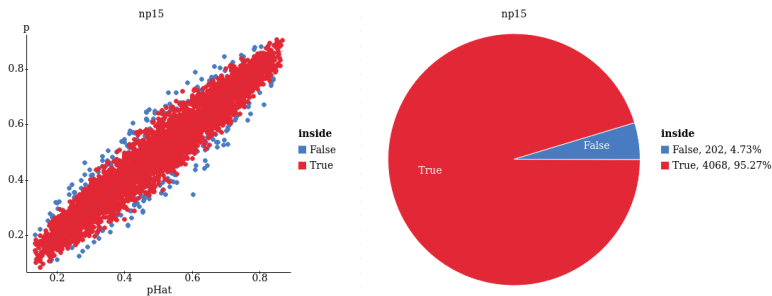 np15
p
0.8
0.6
0.4
0.2
0.2 0.4 0.6 0.8
pHat
inside
False
True
np15
False
True
inside
False, 202, 4.73%
True, 4068, 95.27%